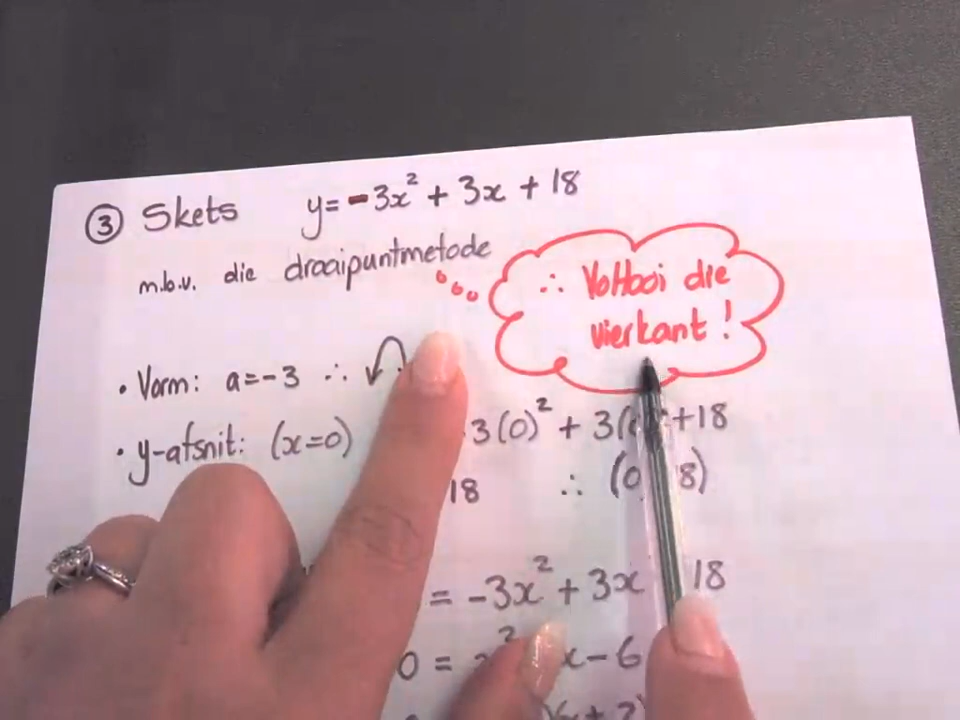 ③ Skets y = -3x² + 3x + 18
m.b.v. die draaipuntmetode
∴ Voltooi die
vierkant!
• Vorm: a = -3 ∴
• y-afsnit: (x=0) 3(0)² + 3( +18
18 ∴ (0 8)
= -3x² + 3x 18
0 = x² x - 6